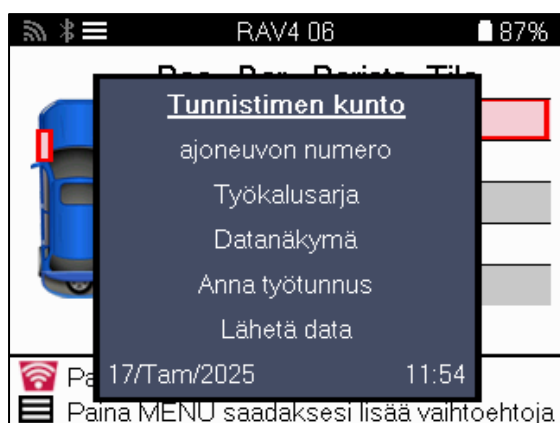 RAV4 06
87%
Tunnistimen kunto
ajoneuvon numero
Työkalusarja
Datanäkymä
Anna työtunnus
Lähetä data
17/Tam/2025 11:54
Paina MENU saadaksesi lisää vaihtoehtoja